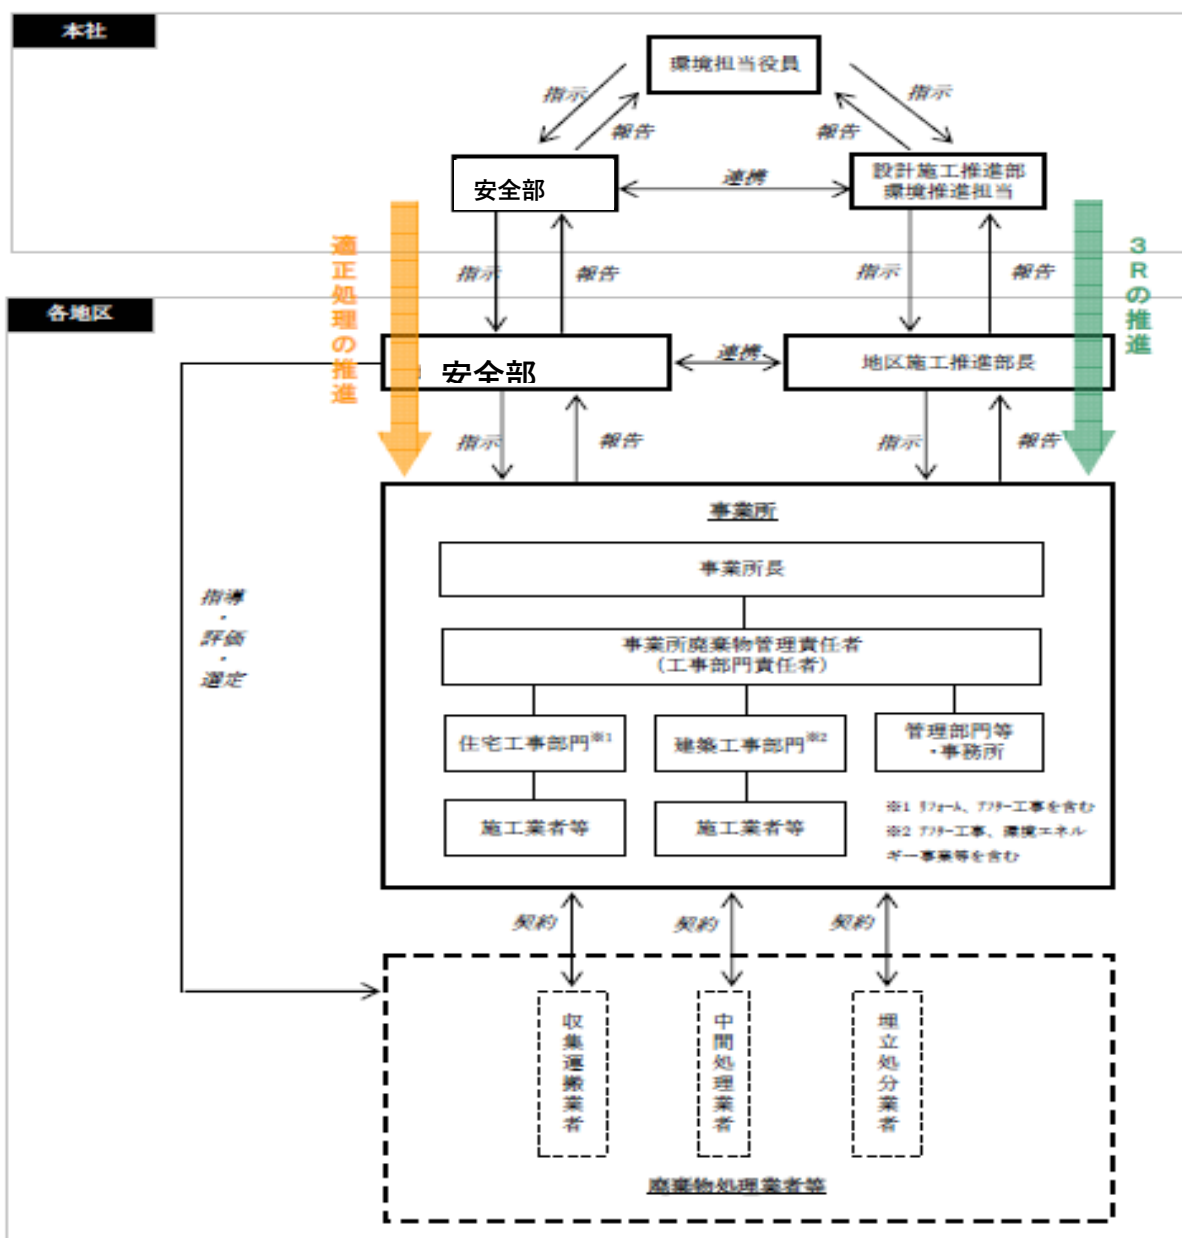 本社
環境担当役員
指示
報告
報告
指示
安全部
連携
設計施工推進部
環境推進担当
適正処理の推進
指示
報告
指示
報告
3Rの推進
各地区
安全部
連携
地区施工推進部長
指示
報告
指示
報告
事業所
事業所長
指導・評価・選定
事業所廃棄物管理責任者
(工事部門責任者)
住宅工事部門※1
建築工事部門※2
管理部門等
・事務所
施工業者等
施工業者等
※1 リフォーム、アフター工事を含む
※2 アフター工事、環境エネル
ギー事業等を含む
契約
契約
契約
収集運搬業者
中間処理業者
埋立処分業者
廃棄物処理業者等